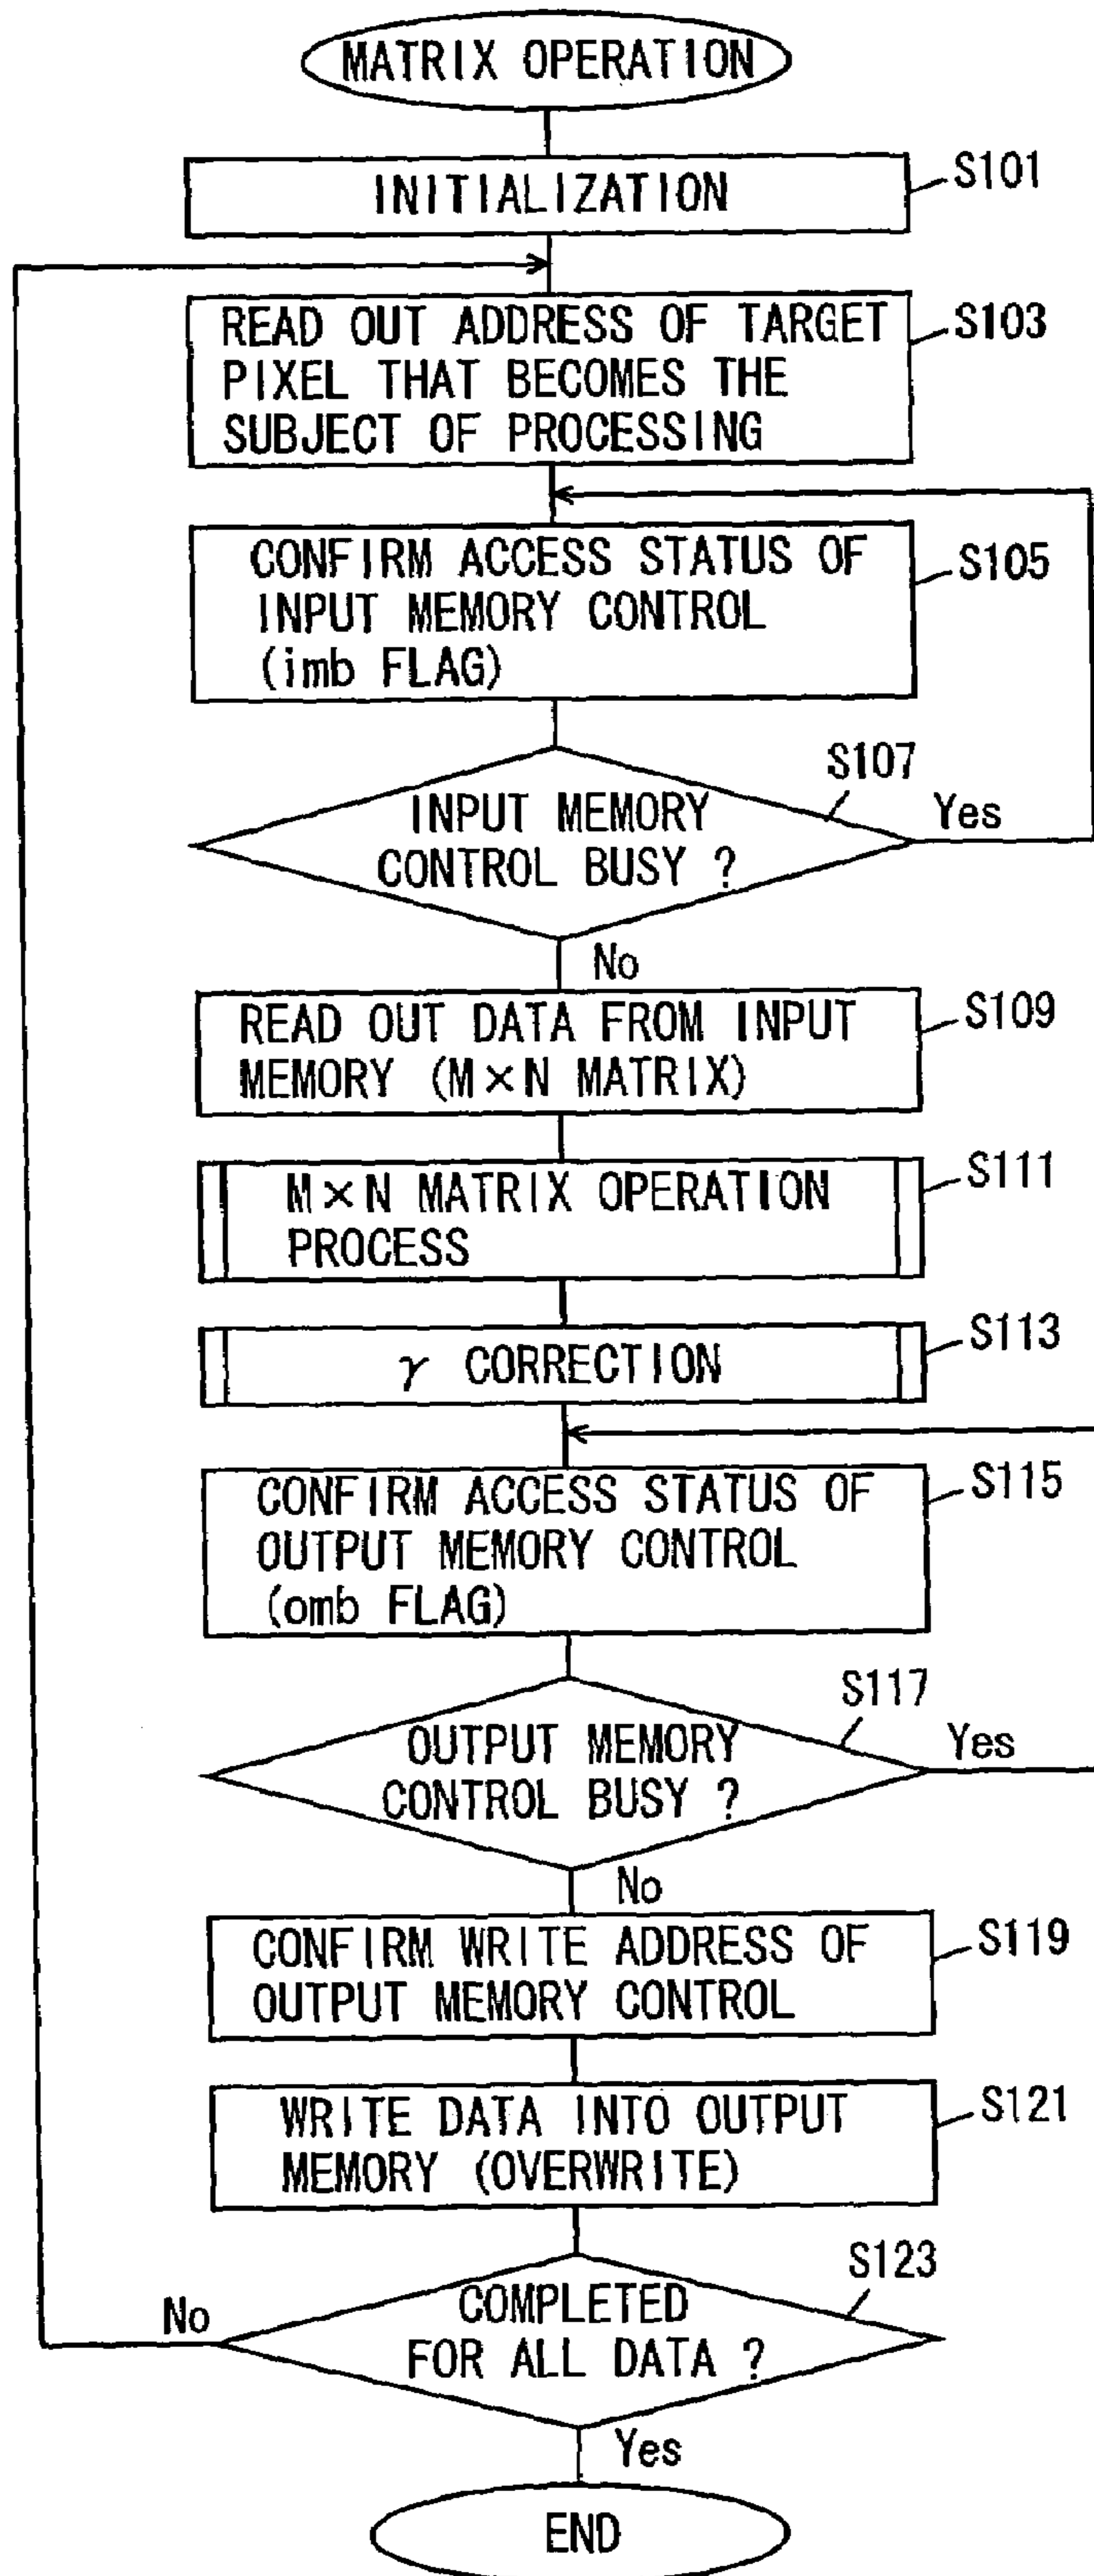 MATRIX OPERATION
INITIALIZATION
S101
READ OUT ADDRESS OF TARGET
PIXEL THAT BECOMES THE
SUBJECT OF PROCESSING
S103
CONFIRM ACCESS STATUS OF
INPUT MEMORY CONTROL
(imb FLAG)
S105
S107
INPUT MEMORY
CONTROL BUSY ?
Yes
No
READ OUT DATA FROM INPUT
MEMORY (M×N MATRIX)
S109
M×N MATRIX OPERATION
PROCESS
S111
γ CORRECTION
S113
CONFIRM ACCESS STATUS OF
OUTPUT MEMORY CONTROL
(omb FLAG)
S115
S117
OUTPUT MEMORY
CONTROL BUSY ?
Yes
No
CONFIRM WRITE ADDRESS OF
OUTPUT MEMORY CONTROL
S119
WRITE DATA INTO OUTPUT
MEMORY (OVERWRITE)
S121
S123
COMPLETED
FOR ALL DATA ?
No
Yes
END